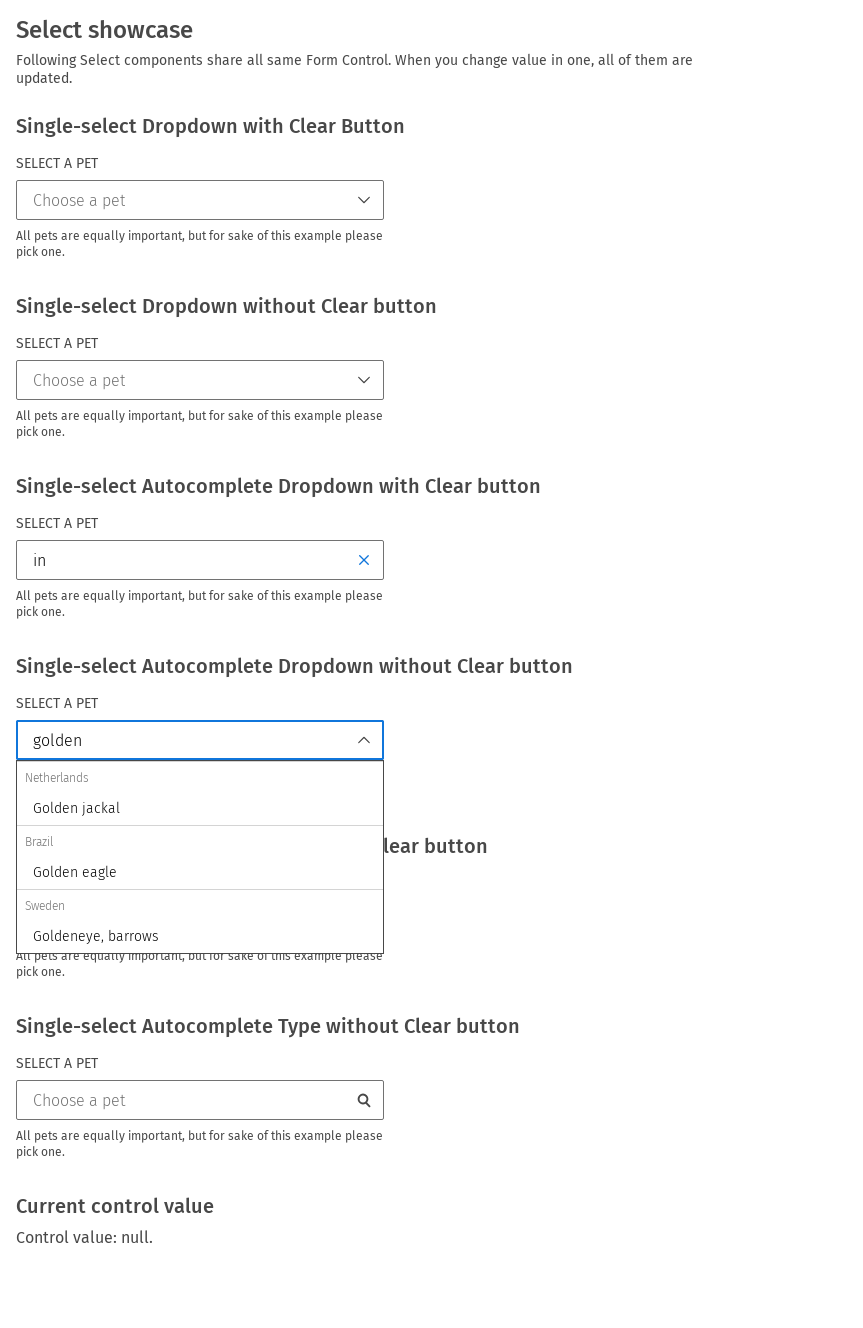 Select showcase
Following Select components share all same Form Control. When you change value in one, all of them are
updated.
Single-select Dropdown with Clear Button
SELECT A PET
Choose a pet
All pets are equally important, but for sake of this example please
pick one.
Single-select Dropdown without Clear button
SELECT A PET
Choose a pet
All pets are equally important, but for sake of this example please
pick one.
Single-select Autocomplete Dropdown with Clear button
SELECT A PET
in
All pets are equally important, but for sake of this example please
pick one.
Single-select Autocomplete Dropdown without Clear button
SELECT A PET
golden
Netherlands
Golden jackal
Brazil
lear button
Golden eagle
Sweden
Goldeneye, barrows
All pets are equally important, but for sake of this example please
pick one.
Single-select Autocomplete Type without Clear button
SELECT A PET
Choose a pet
All pets are equally important, but for sake of this example please
pick one.
Current control value
Control value: null.